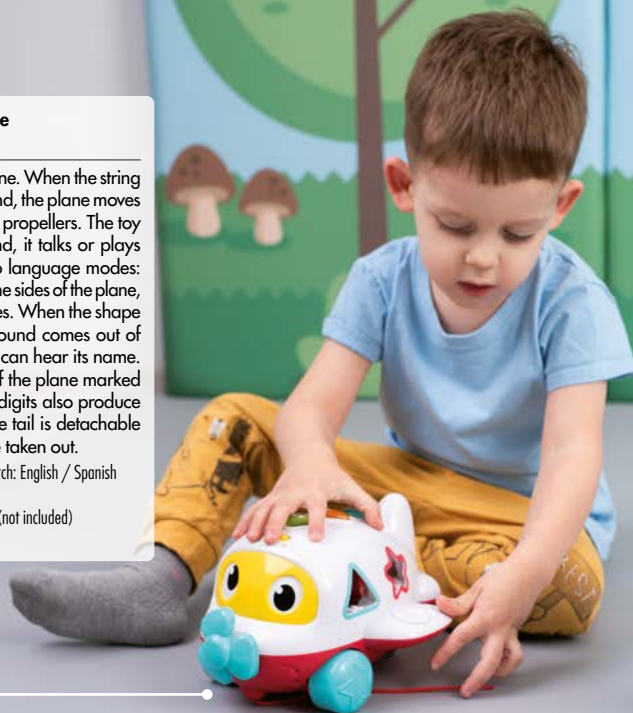 ne. When the string
nd, the plane moves
propellers. The toy
nd, it talks or plays
language modes:
he sides of the plane,
es. When the shape
ound comes out of
can hear its name.
f the plane marked
digits also produce
e tail is detachable
taken out.
rch: English / Spanish
(not included)